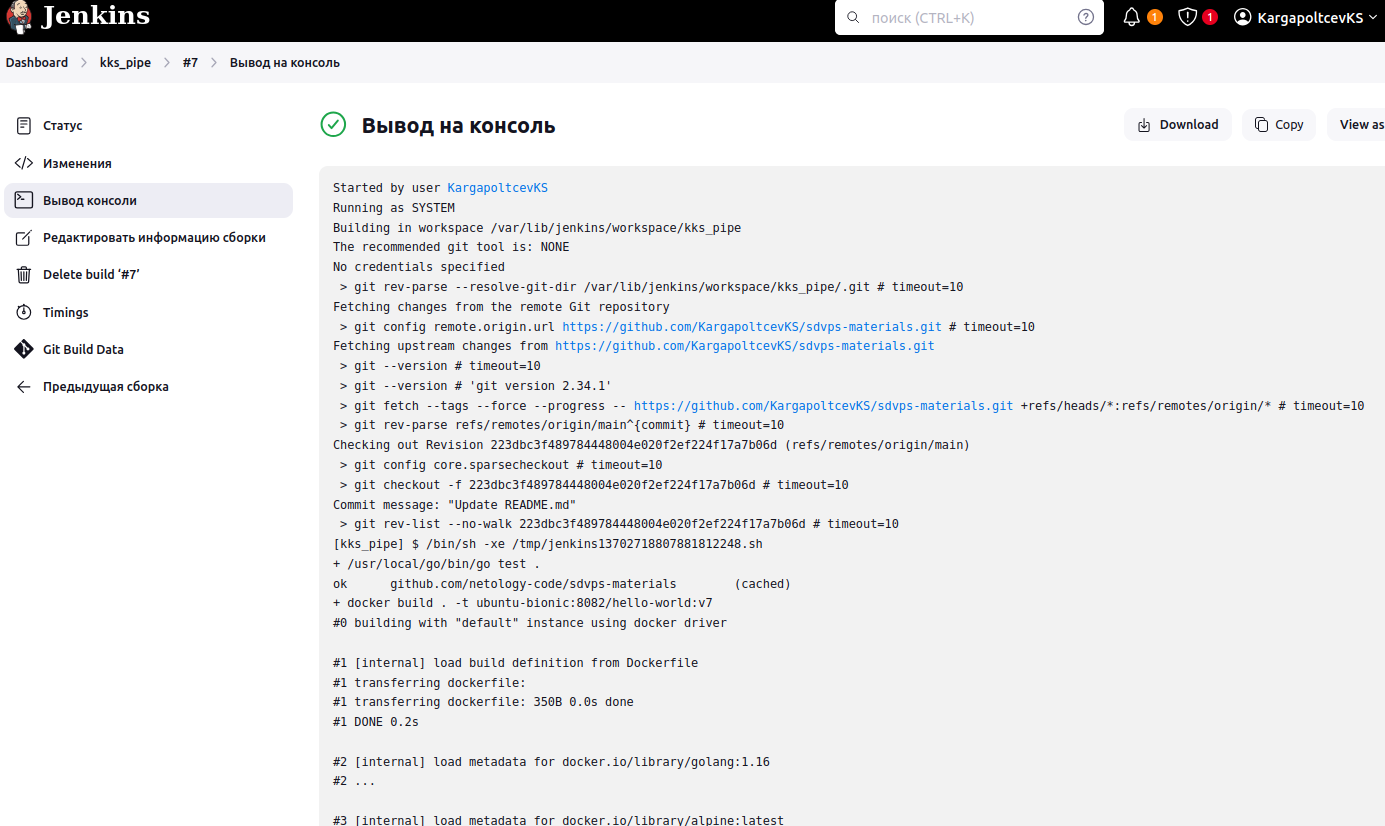 Jenkins
поиск (CTRL+K)
1
1
KargapoltcevKS
Dashboard
kks_pipe
#7
Вывод на консоль
Статус
Изменения
Вывод консоли
Редактировать информацию сборки
Delete build ‘#7’
Timings
Git Build Data
Предыдущая сборка
Вывод на консоль
Download
Copy
View as
Started by user KargapoltcevKS
Running as SYSTEM
Building in workspace /var/lib/jenkins/workspace/kks_pipe
The recommended git tool is: NONE
No credentials specified
 > git rev-parse --resolve-git-dir /var/lib/jenkins/workspace/kks_pipe/.git # timeout=10
Fetching changes from the remote Git repository
 > git config remote.origin.url https://github.com/KargapoltcevKS/sdvps-materials.git # timeout=10
Fetching upstream changes from https://github.com/KargapoltcevKS/sdvps-materials.git
 > git --version # timeout=10
 > git --version # 'git version 2.34.1'
 > git fetch --tags --force --progress -- https://github.com/KargapoltcevKS/sdvps-materials.git +refs/heads/*:refs/remotes/origin/* # timeout=10
 > git rev-parse refs/remotes/origin/main^{commit} # timeout=10
Checking out Revision 223dbc3f489784448004e020f2ef224f17a7b06d (refs/remotes/origin/main)
 > git config core.sparsecheckout # timeout=10
 > git checkout -f 223dbc3f489784448004e020f2ef224f17a7b06d # timeout=10
Commit message: "Update README.md"
 > git rev-list --no-walk 223dbc3f489784448004e020f2ef224f17a7b06d # timeout=10
[kks_pipe] $ /bin/sh -xe /tmp/jenkins13702718807881812248.sh
+ /usr/local/go/bin/go test .
ok      github.com/netology-code/sdvps-materials        (cached)
+ docker build . -t ubuntu-bionic:8082/hello-world:v7
#0 building with "default" instance using docker driver
#1 [internal] load build definition from Dockerfile
#1 transferring dockerfile:
#1 transferring dockerfile: 350B 0.0s done
#1 DONE 0.2s
#2 [internal] load metadata for docker.io/library/golang:1.16
#2 ...
#3 [internal] load metadata for docker.io/library/alpine:latest